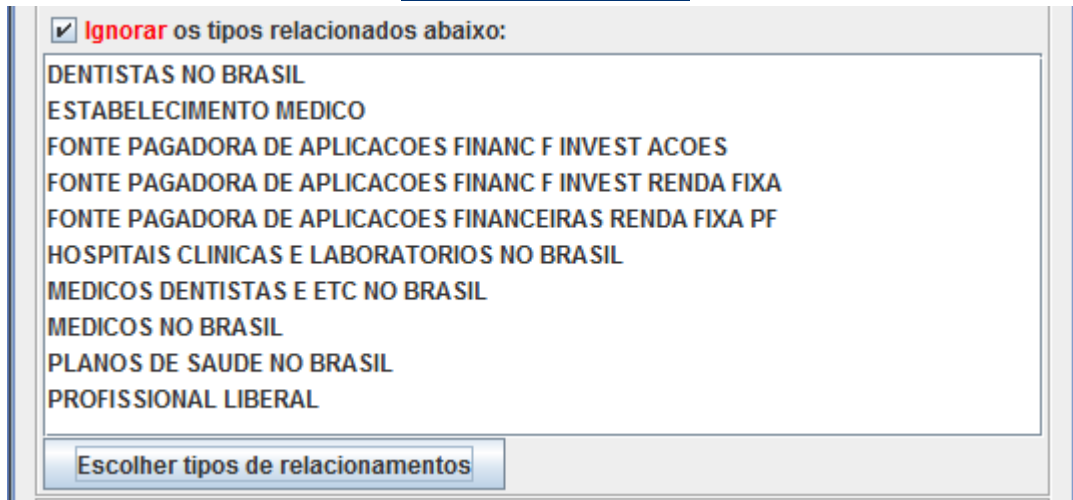 Ignorar os tipos relacionados abaixo:
DENTISTAS NO BRASIL
ESTABELECIMENTO MEDICO
FONTE PAGADORA DE APLICACOES FINANC F INVEST ACOES
FONTE PAGADORA DE APLICACOES FINANC F INVEST RENDA FIXA
FONTE PAGADORA DE APLICACOES FINANCEIRAS RENDA FIXA PF
HOSPITAIS CLINICAS E LABORATORIOS NO BRASIL
MEDICOS DENTISTAS E ETC NO BRASIL
MEDICOS NO BRASIL
PLANOS DE SAUDE NO BRASIL
PROFISSIONAL LIBERAL
Escolher tipos de relacionamentos